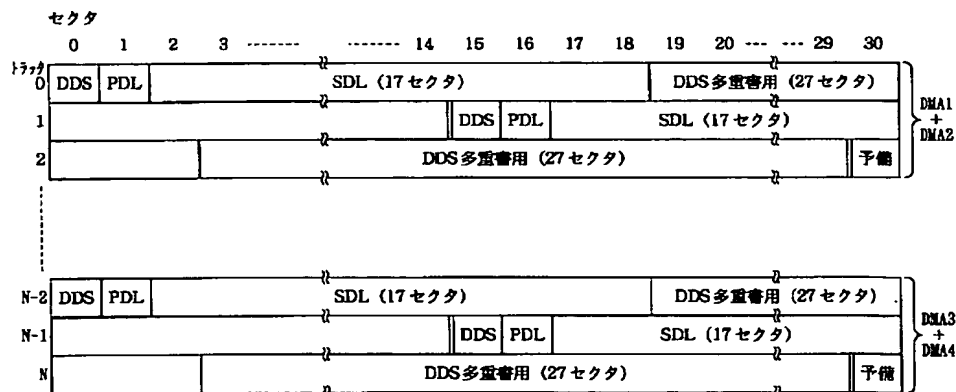 セクタ
0 1 2 3 -------- -------- 14 15 16 17 18 19 20 --- --- 29 30
トラック
0 DDS PDL SDL (17セクタ) DDS多重書用 (27セクタ)
1 DDS PDL SDL (17セクタ)
DMA1
+
DMA2
2 DDS多重書用 (27セクタ) 予備
N-2 DDS PDL SDL (17セクタ) DDS多重書用 (27セクタ)
N-1 DDS PDL SDL (17セクタ)
DMA3
+
DMA4
N DDS多重書用 (27セクタ) 予備